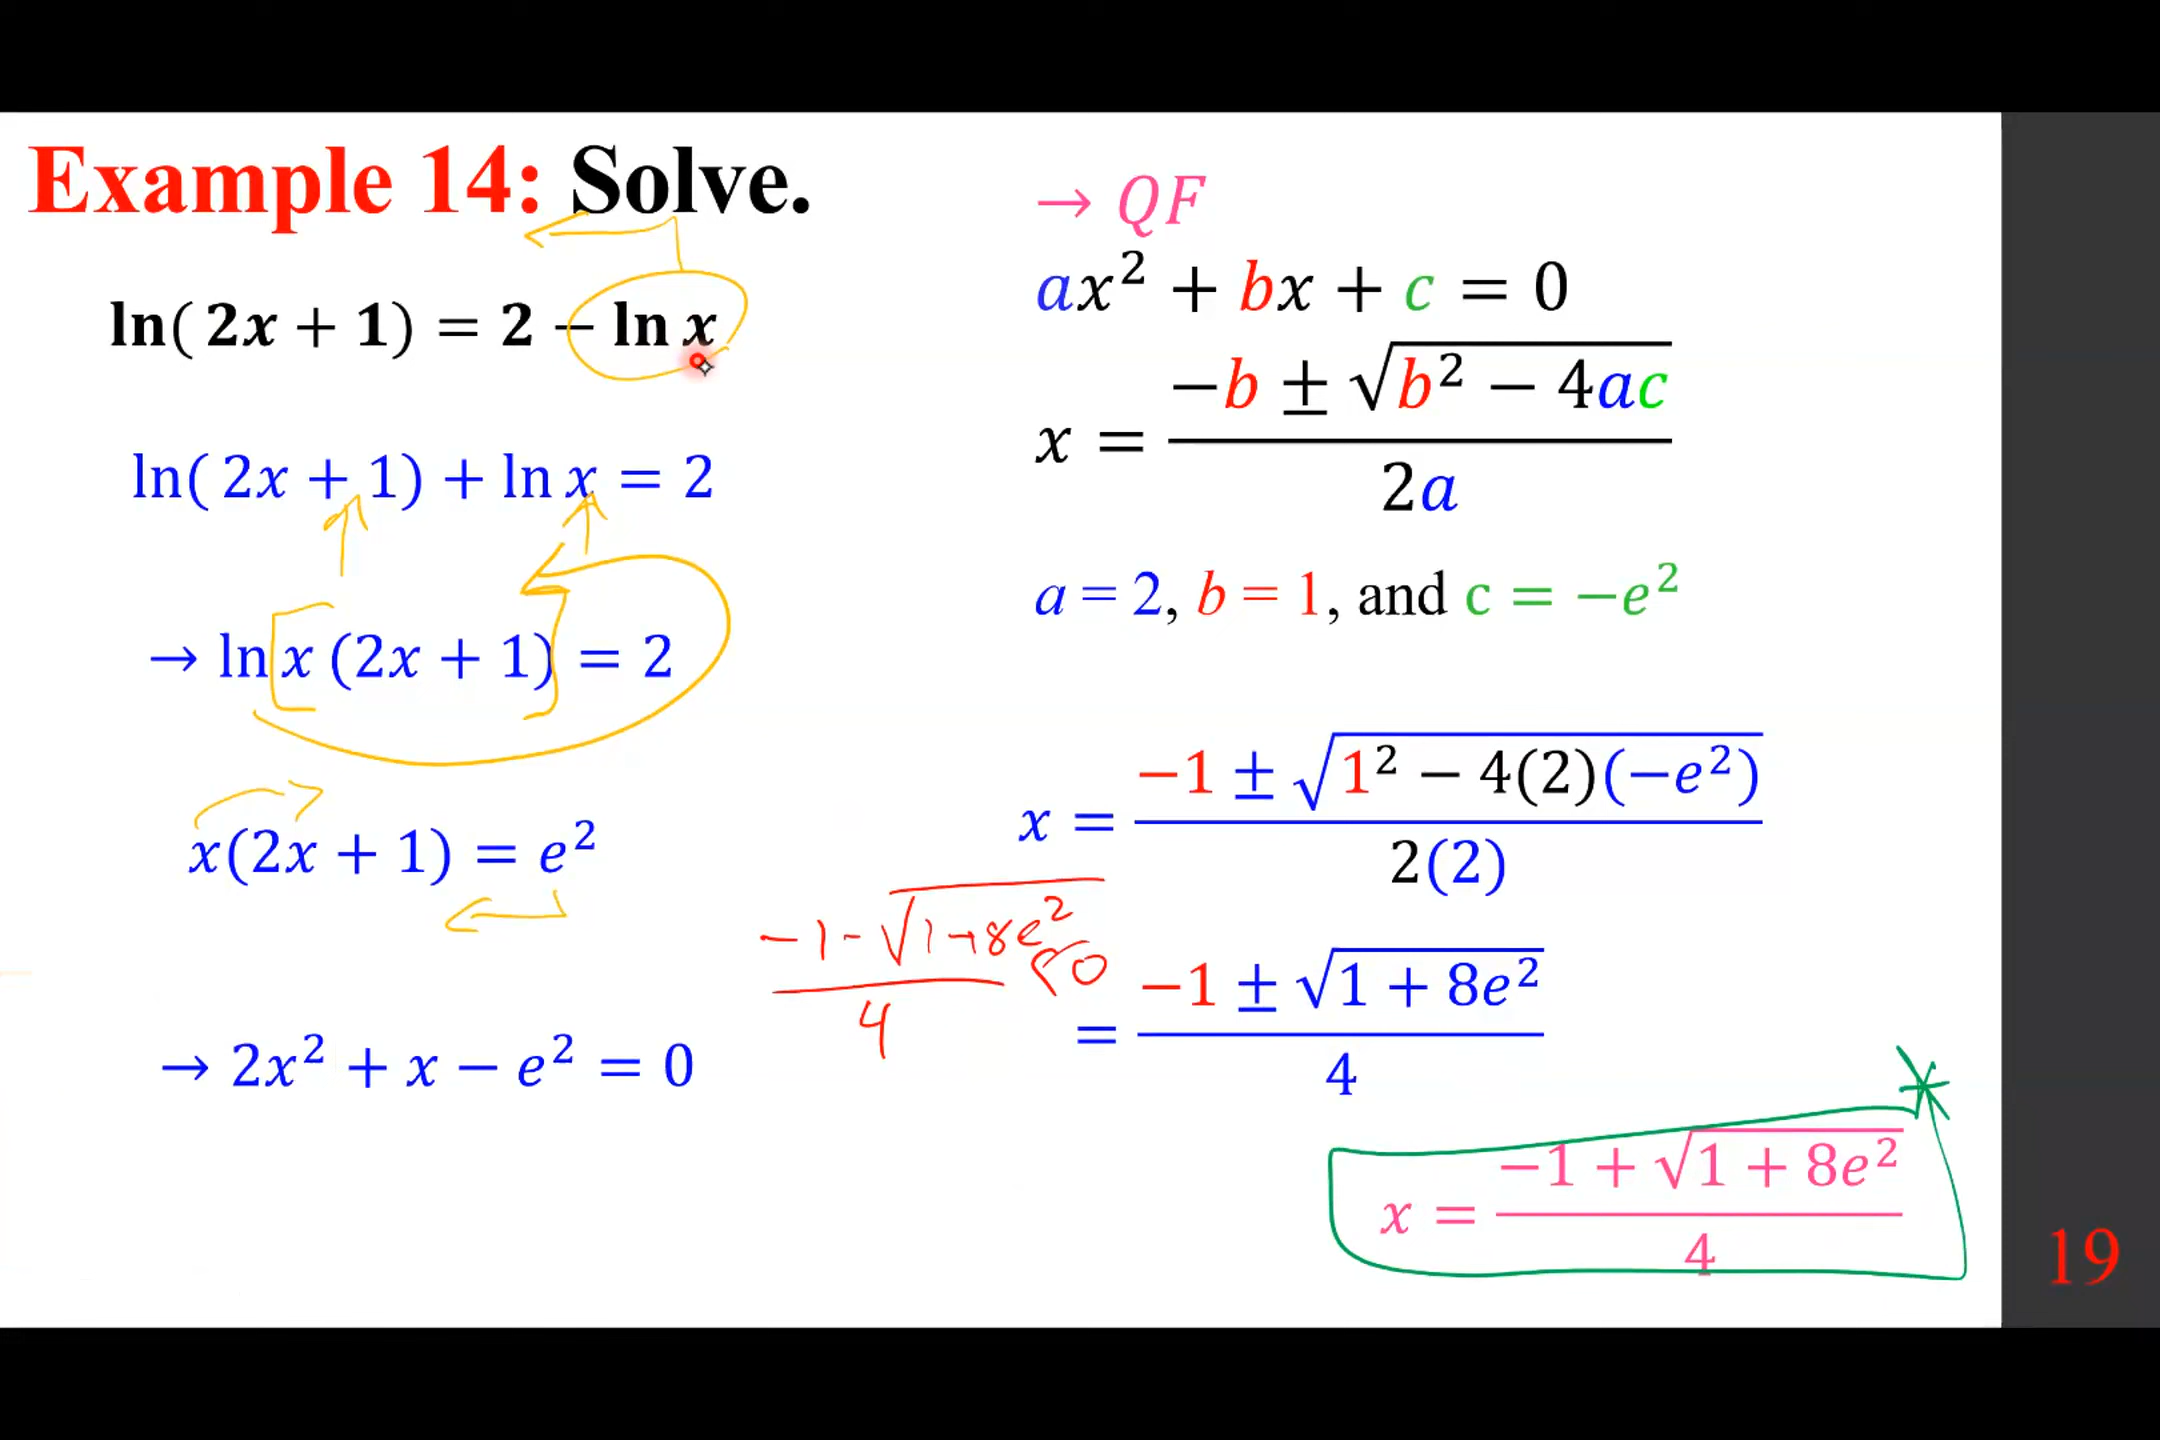 Example 14: Solve.
ln( 2x + 1) = 2 − ln x
ln( 2x + 1) + ln x = 2
→ ln [x (2x + 1)] = 2
x(2x + 1) = e²
→ 2x² + x − e² = 0
→ QF
ax² + bx + c = 0
x = (−b ± √(b² − 4ac)) / 2a
a = 2, b = 1, and c = −e²
x = (−1 ± √(1² − 4(2)(−e²))) / 2(2)
= (−1 ± √(1 + 8e²)) / 4
(−1 − √(1+8e²)) / 4 < 0
x = (−1 + √(1 + 8e²)) / 4
19